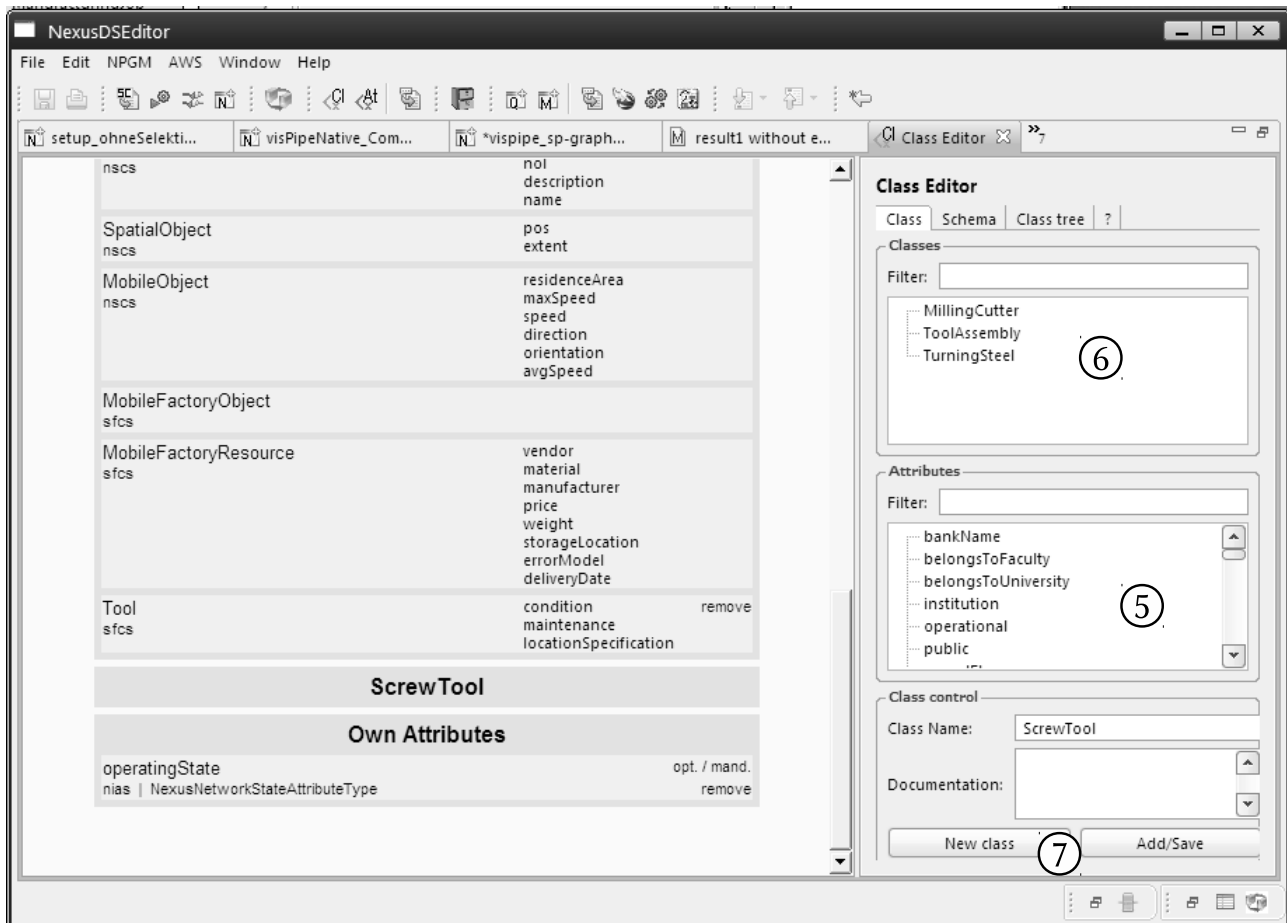 NexusDSEditor
File Edit NPGM AWS Window Help
setup_ohneSelekti... visPipeNative_Com... *vispipe_sp-graph... result1 without e... Class Editor »7
nscs
nol
description
name
SpatialObject
nscs
pos
extent
MobileObject
nscs
residenceArea
maxSpeed
speed
direction
orientation
avgSpeed
MobileFactoryObject
sfcs
MobileFactoryResource
sfcs
vendor
material
manufacturer
price
weight
storageLocation
errorModel
deliveryDate
Tool
sfcs
condition remove
maintenance
locationSpecification
ScrewTool
Own Attributes
operatingState opt. / mand.
nias | NexusNetworkStateAttributeType remove
Class Editor
Class Schema Class tree ?
Classes
Filter:
MillingCutter
ToolAssembly
TurningSteel
6
Attributes
Filter:
bankName
belongsToFaculty
belongsToUniversity
institution
operational
public
5
Class control
Class Name: ScrewTool
Documentation:
New class 7 Add/Save